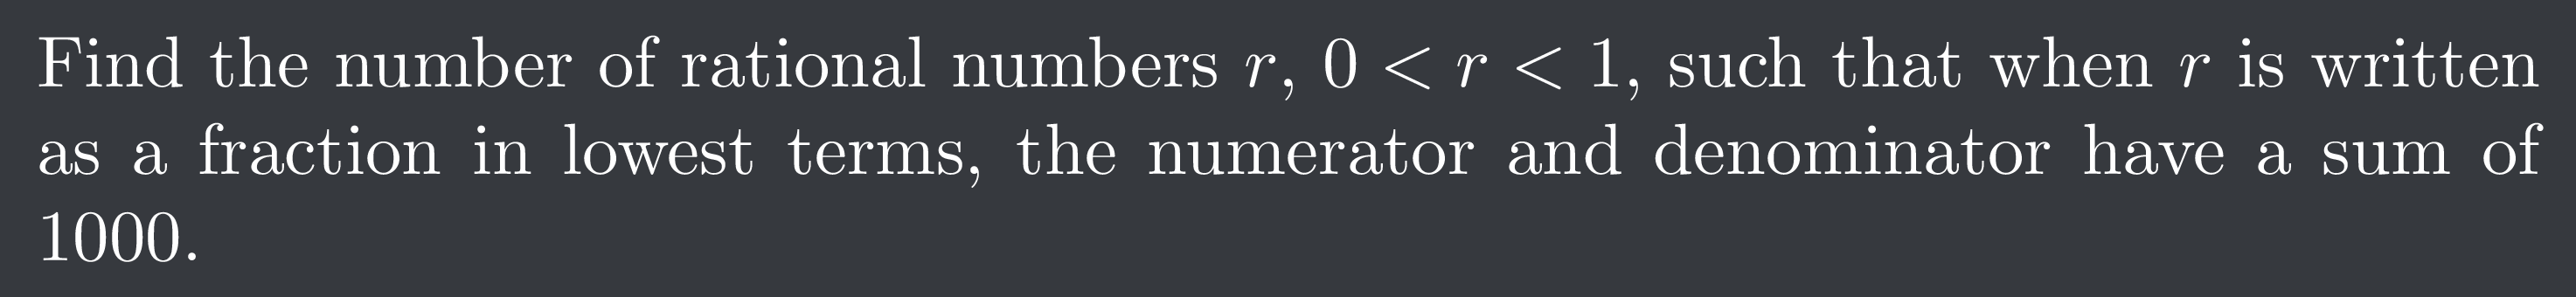 Find the number of rational numbers r, 0 < r < 1, such that when r is written
as a fraction in lowest terms, the numerator and denominator have a sum of
1000.